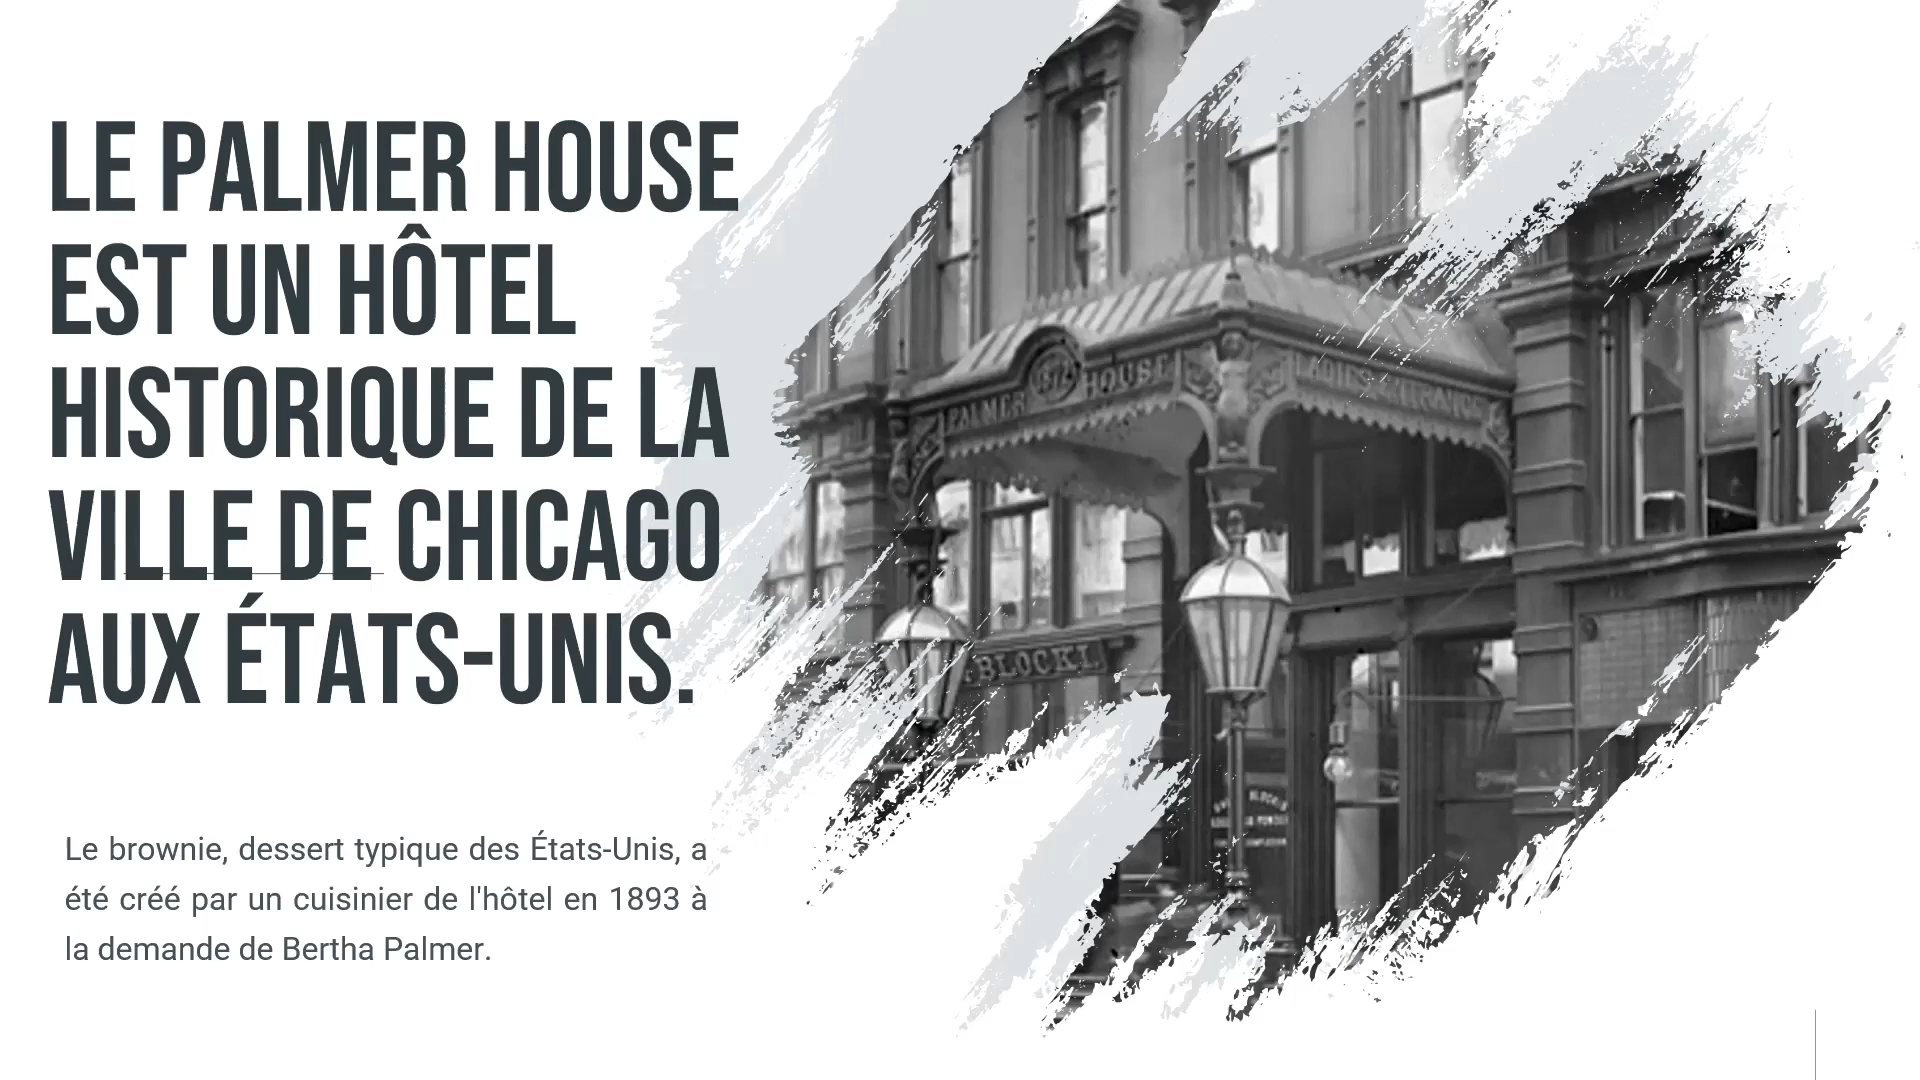 LE PALMER HOUSE
EST UN HÔTEL
HISTORIQUE DE LA
VILLE DE CHICAGO
AUX ÉTATS-UNIS.
Le brownie, dessert typique des États-Unis, a
été créé par un cuisinier de l'hôtel en 1893 à
la demande de Bertha Palmer.
PALMER HOUSE
LADIES ENTRANCE
BLOCKI